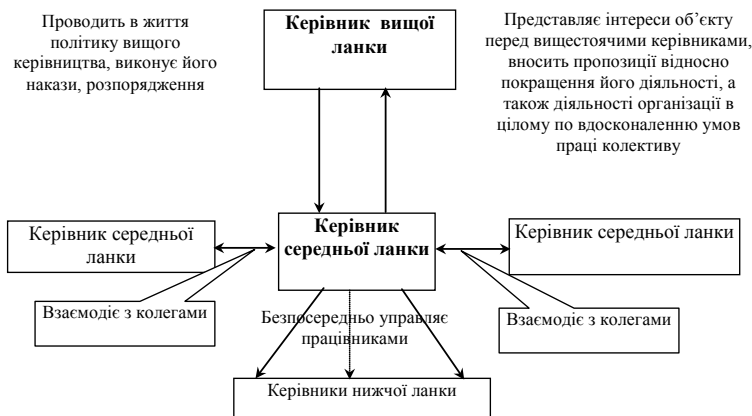 Проводить в життя
політику вищого
керівництва, виконує його
накази, розпорядження
Керівник вищої
ланки
Представляє інтереси об’єкту
перед вищестоячими керівниками,
вносить пропозиції відносно
покращення його діяльності, а
також діяльності організації в
цілому по вдосконаленню умов
праці колективу
Керівник середньої
ланки
Керівник
середньої ланки
Керівник середньої ланки
Взаємодіє з колегами
Безпосередньо управляє
працівниками
Взаємодіє з колегами
Керівники нижчої ланки